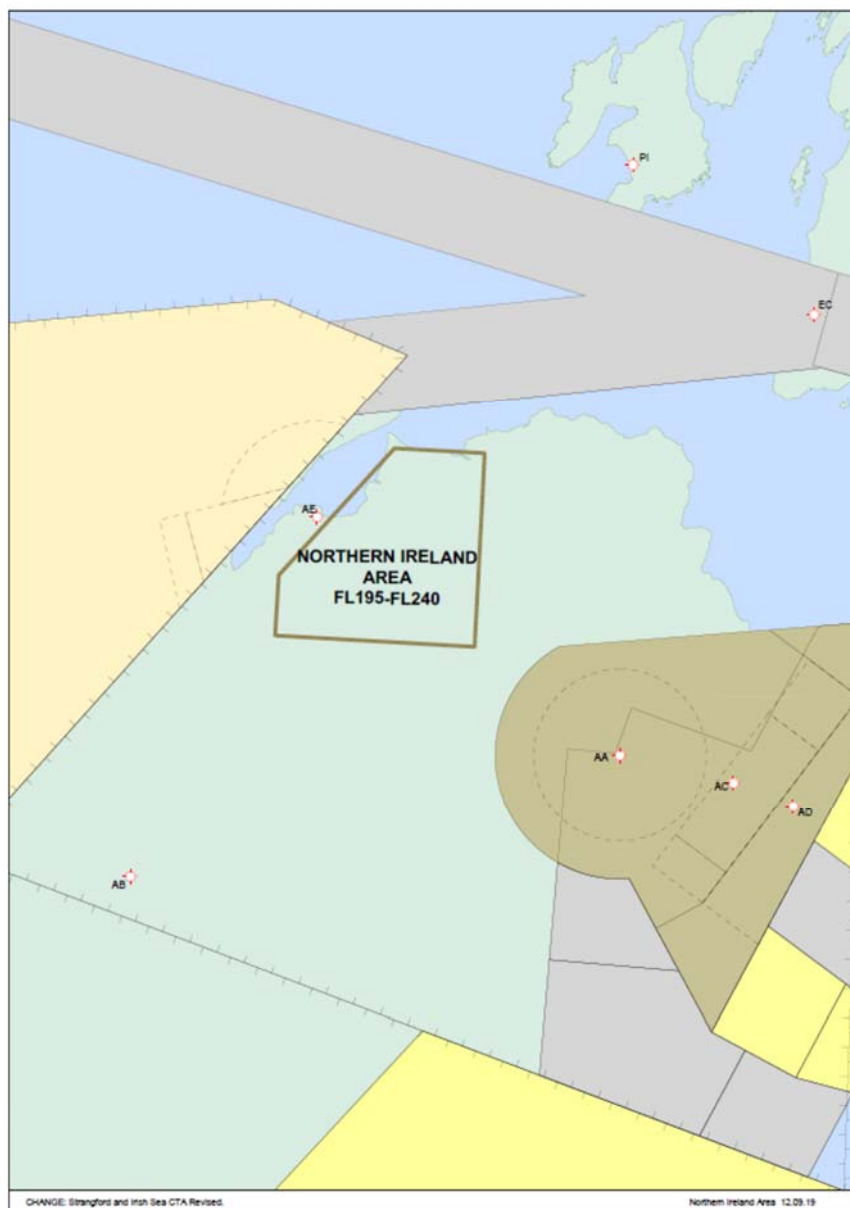 PI
EC
AE
NORTHERN IRELAND
AREA
FL195-FL240
AA
AC
AD
AB
CHANGE: Strangford and Irish Sea CTA Revised.
Northern Ireland Area 12.09.19